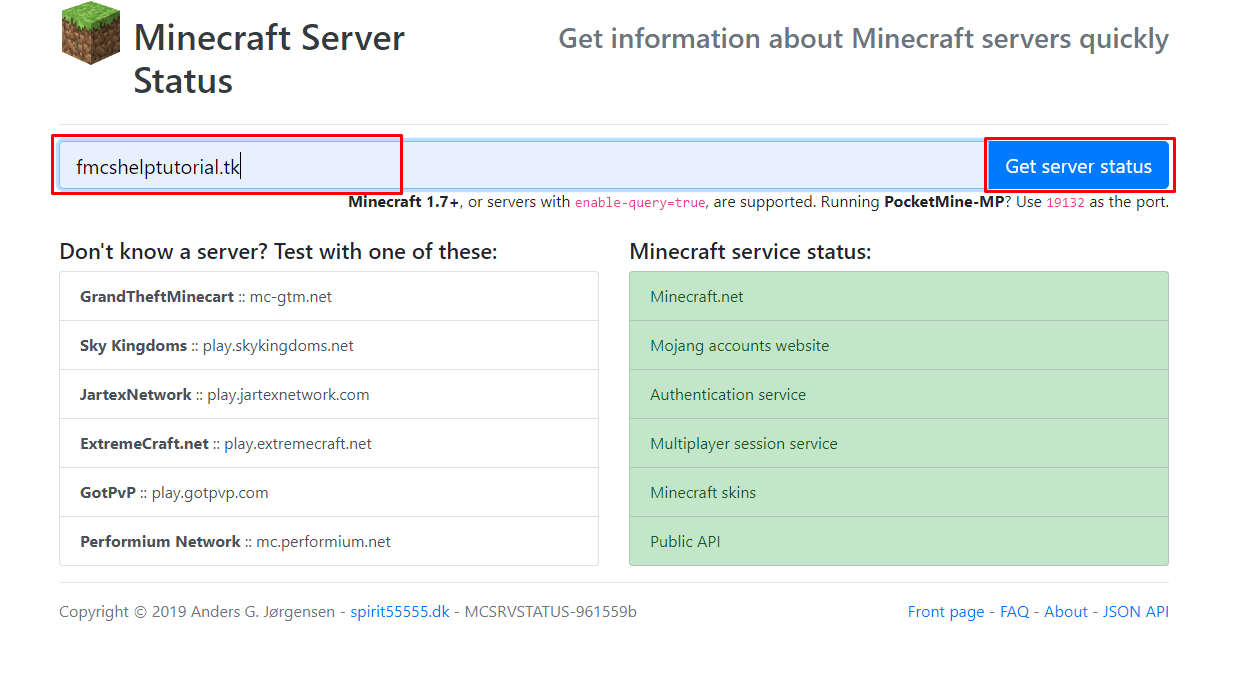 Minecraft Server
Status
Get information about Minecraft servers quickly
fmcshelptutorial.tk
Get server status
Minecraft 1.7+, or servers with enable-query=true, are supported. Running PocketMine-MP? Use 19132 as the port.
Don't know a server? Test with one of these:
GrandTheftMinecart :: mc-gtm.net
Sky Kingdoms :: play.skykingdoms.net
JartexNetwork :: play.jartexnetwork.com
ExtremeCraft.net :: play.extremecraft.net
GotPvP :: play.gotpvp.com
Performium Network :: mc.performium.net
Minecraft service status:
Minecraft.net
Mojang accounts website
Authentication service
Multiplayer session service
Minecraft skins
Public API
Copyright © 2019 Anders G. Jørgensen - spirit55555.dk - MCSRVSTATUS-961559b
Front page - FAQ - About - JSON API